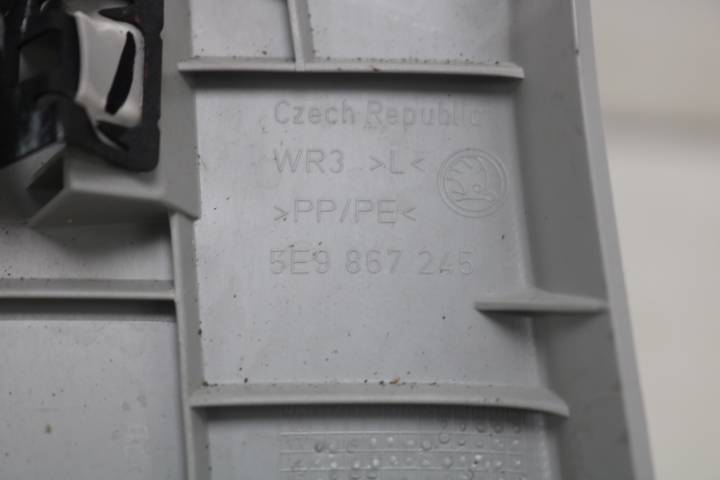 Czech Republic
WR3 >L<
>PP/PE<
5E9 867 245